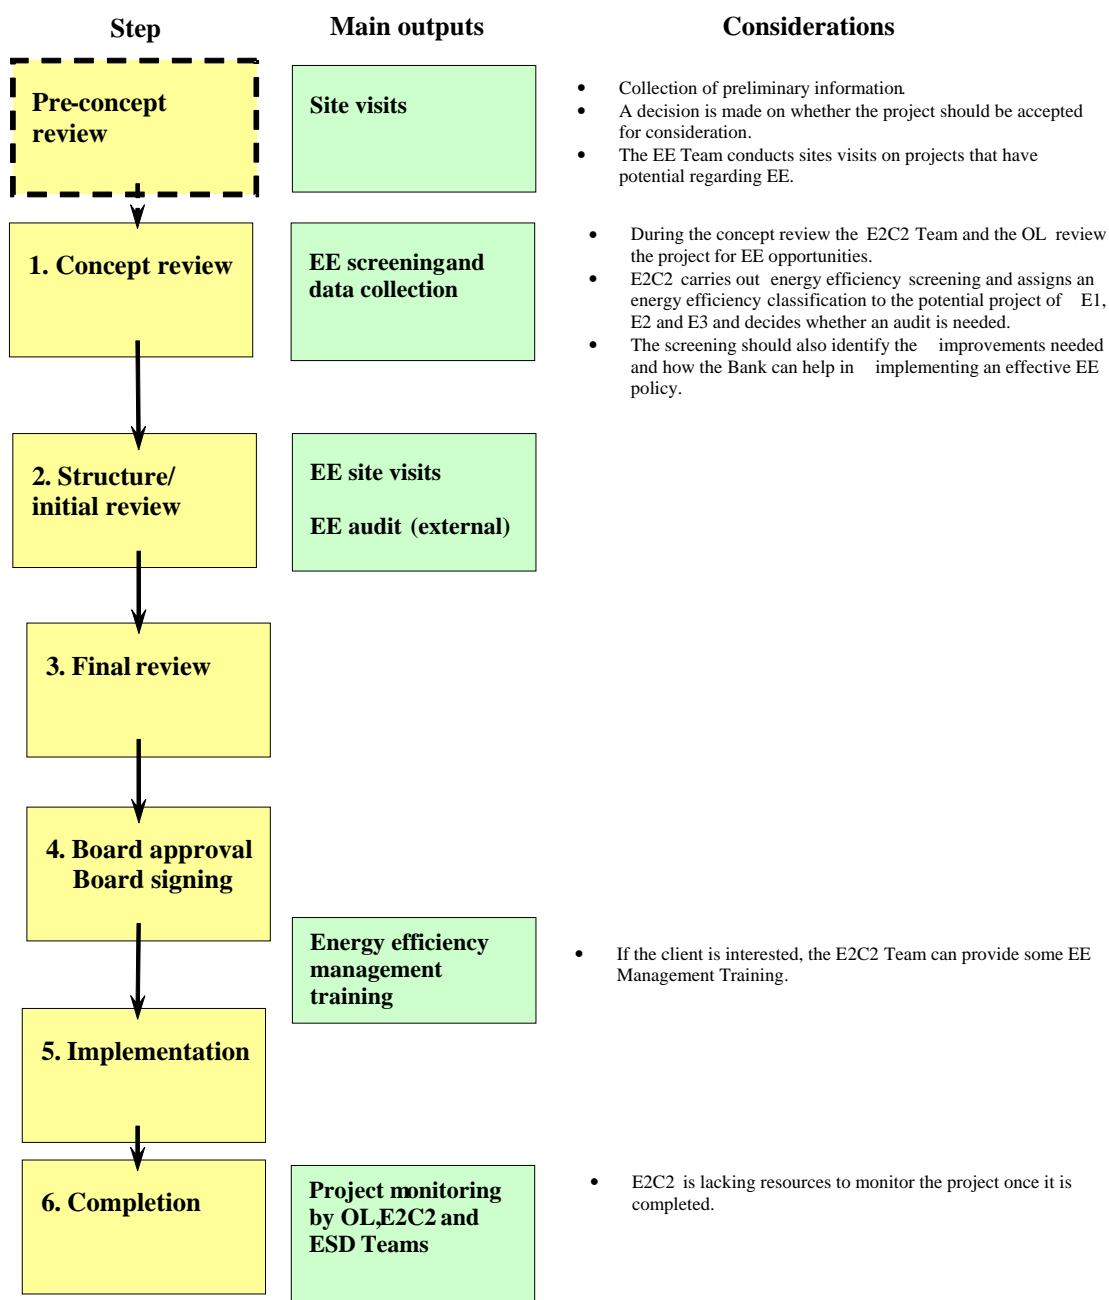 Step
Main outputs
Considerations
Pre-concept
review
Site visits
• Collection of preliminary information.
• A decision is made on whether the project should be accepted
for consideration.
• The EE Team conducts sites visits on projects that have
potential regarding EE.
1. Concept review
EE screeningand
data collection
• During the concept review the E2C2 Team and the OL review
the project for EE opportunities.
• E2C2 carries out energy efficiency screening and assigns an
energy efficiency classification to the potential project of E1,
E2 and E3 and decides whether an audit is needed.
• The screening should also identify the improvements needed
and how the Bank can help in implementing an effective EE
policy.
2. Structure/
initial review
EE site visits
EE audit (external)
3. Final review
4. Board approval
Board signing
Energy efficiency
management
training
• If the client is interested, the E2C2 Team can provide some EE
Management Training.
5. Implementation
6. Completion
Project monitoring
by OL,E2C2 and
ESD Teams
• E2C2 is lacking resources to monitor the project once it is
completed.